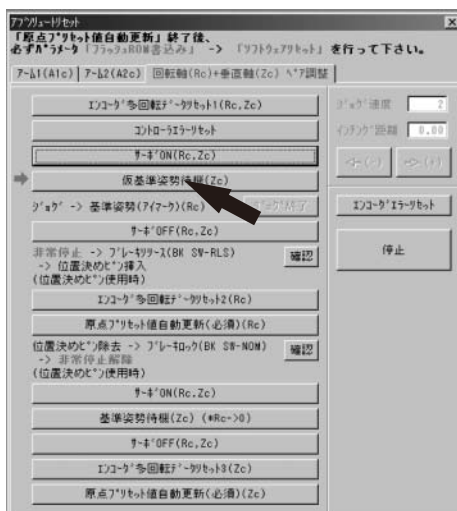 アブソリュートリセット
「原点プリセット値自動更新」終了後、
必ずパラメータ「フラッシュROM書込み」 -> 「ソフトウェアリセット」 を行って下さい。
アーム1(A1c) アーム2(A2c) 回転軸(Rc)+垂直軸(Zc) ペア調整
エンコーダ多回転データリセット1(Rc,Zc)
コントローラエラーリセット
サーボON(Rc,Zc)
仮基準姿勢待機(Zc)
ジョグ -> 基準姿勢(アイマーク)(Rc) ジョグ終了
サーボOFF(Rc,Zc)
非常停止 -> ブレーキリリース(BK SW-RLS)
-> 位置決めピン挿入
(位置決めピン使用時)
確認
エンコーダ多回転データリセット2(Rc)
原点プリセット値自動更新(必須)(Rc)
位置決めピン除去 -> ブレーキロック(BK SW-NOM)
-> 非常停止解除
(位置決めピン使用時)
確認
サーボON(Rc,Zc)
基準姿勢待機(Zc) (*Rc->0)
サーボOFF(Rc,Zc)
エンコーダ多回転データリセット3(Zc)
原点プリセット値自動更新(必須)(Zc)
ジョグ速度 2
インチング距離 0.00
<-(-) ->(+)
エンコーダエラーリセット
停止